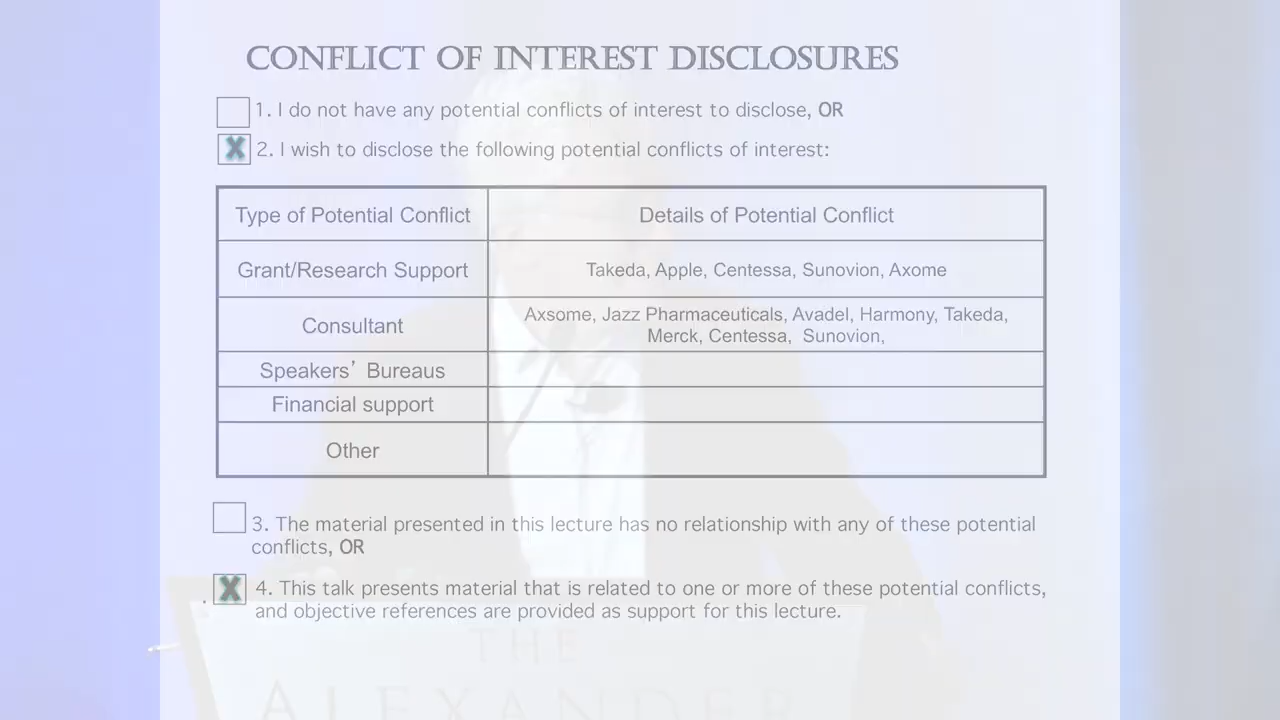 CONFLICT OF INTEREST DISCLOSURES
1. I do not have any potential conflicts of interest to disclose, OR
X 2. I wish to disclose the following potential conflicts of interest:
Type of Potential Conflict Details of Potential Conflict
Grant/Research Support Takeda, Apple, Centessa, Sunovion, Axome
Consultant Axsome, Jazz Pharmaceuticals, Avadel, Harmony, Takeda,
Merck, Centessa, Sunovion,
Speakers’ Bureaus
Financial support
Other
3. The material presented in this lecture has no relationship with any of these potential
conflicts, OR
. X 4. This talk presents material that is related to one or more of these potential conflicts,
and objective references are provided as support for this lecture.
THE
ALEXANDER